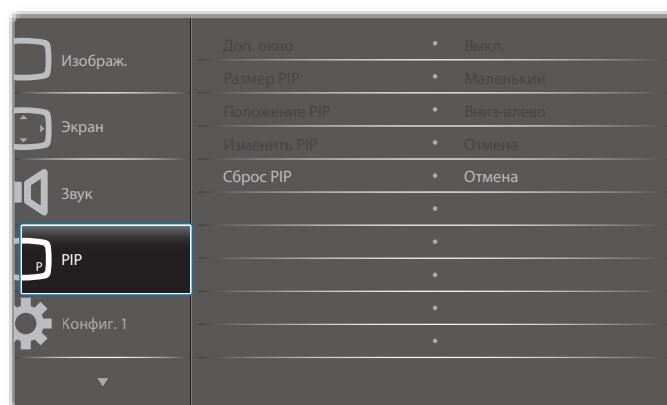 Изображ.
Экран
Звук
P
PIP
Конфиг. 1
Доп. окно • Выкл.
Размер PIP • Маленький
Положение PIP • Вниз-влево
Изменить PIP • Отмена
Сброс PIP • Отмена